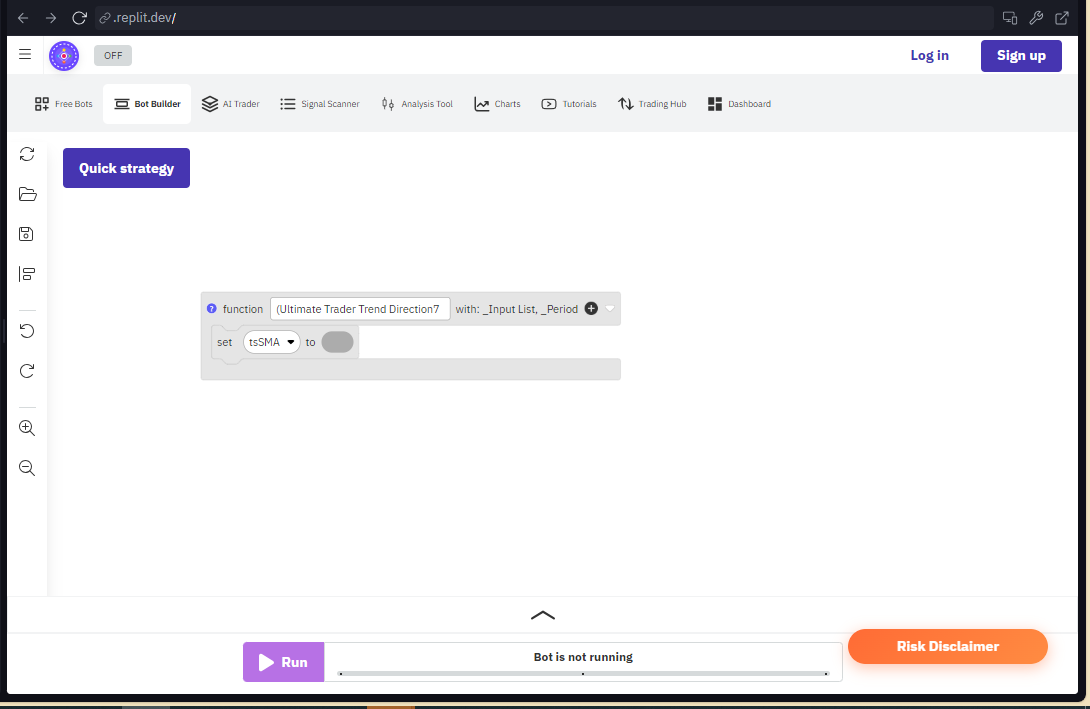 .replit.dev/
OFF
Log in
Sign up
Free Bots
Bot Builder
AI Trader
Signal Scanner
Analysis Tool
Charts
Tutorials
Trading Hub
Dashboard
Quick strategy
? function (Ultimate Trader Trend Direction7 with: _Input List, _Period
set tsSMA to
Run
Bot is not running
Risk Disclaimer